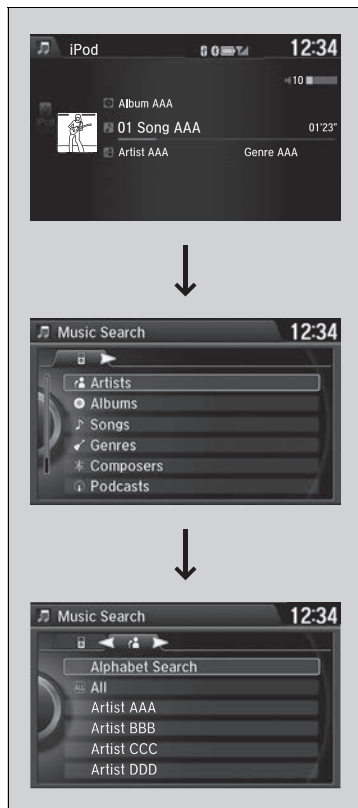 iPod 12:34
10
Album AAA
iPod
01 Song AAA 01'23"
Artist AAA Genre AAA
Music Search 12:34
Artists
Albums
Songs
Genres
Composers
Podcasts
Music Search 12:34
Alphabet Search
ALL All
Artist AAA
Artist BBB
Artist CCC
Artist DDD